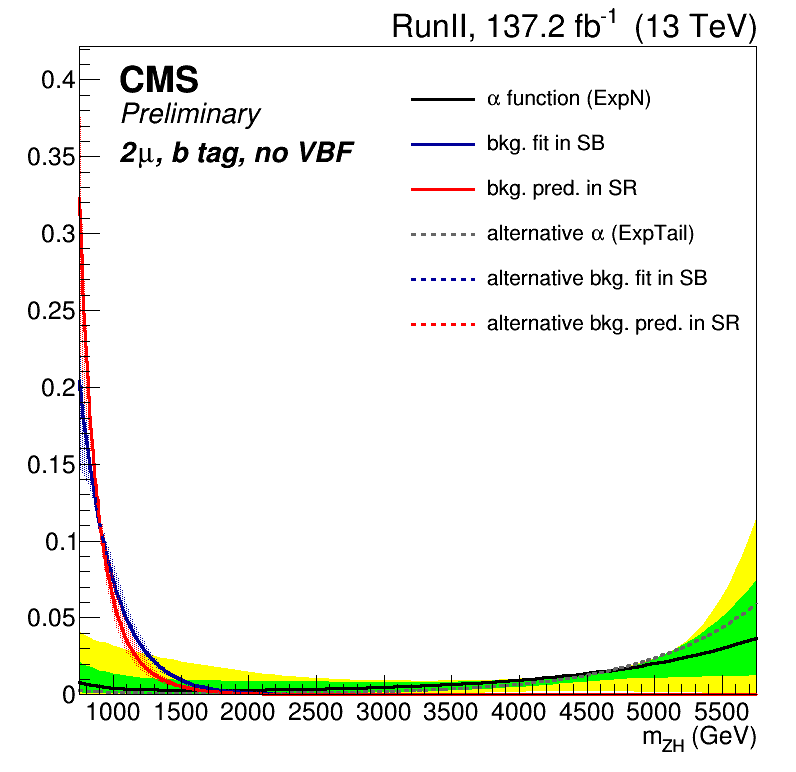 RunII, 137.2 fb⁻¹ (13 TeV)
CMS
Preliminary
2μ, b tag, no VBF
α function (ExpN)
bkg. fit in SB
bkg. pred. in SR
alternative α (ExpTail)
alternative bkg. fit in SB
alternative bkg. pred. in SR
0.4
0.35
0.3
0.25
0.2
0.15
0.1
0.05
0
1000 1500 2000 2500 3000 3500 4000 4500 5000 5500
m_ZH (GeV)